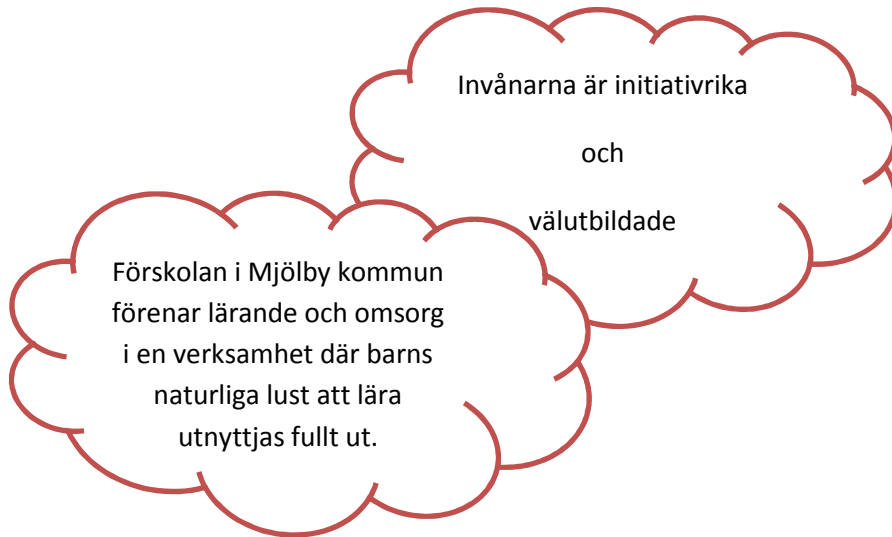 Invånarna är initiativrika
och
välutbildade
Förskolan i Mjölby kommun
förenar lärande och omsorg
i en verksamhet där barns
naturliga lust att lära
utnyttjas fullt ut.